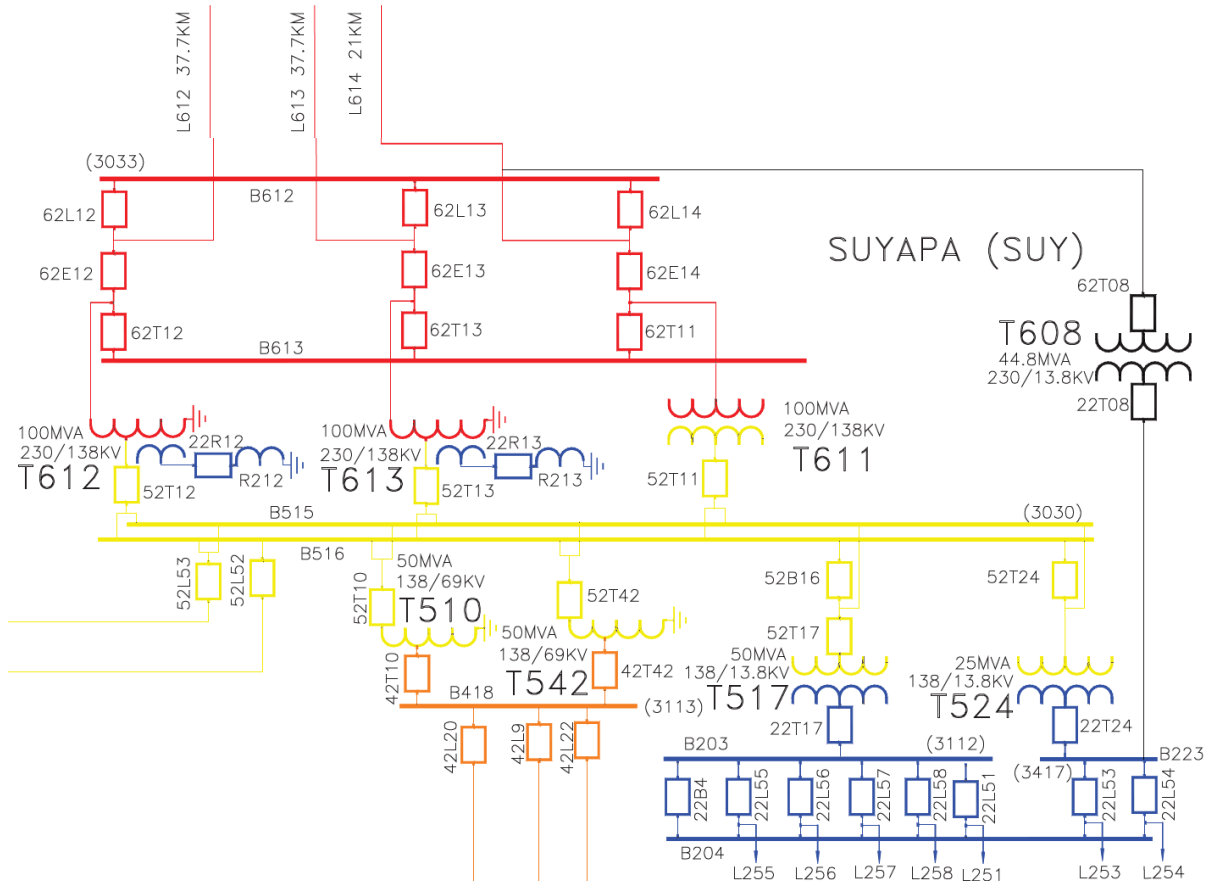 L612 37.7KM
L613 37.7KM
L614 21KM
(3033)
B612
62L12
62L13
62L14
SUYAPA (SUY)
62E12
62E13
62E14
62T08
62T12
62T13
62T11
T608
44.8MVA
230/13.8KV
22T08
B613
100MVA
230/138KV
T612
22R12
R212
52T12
100MVA
230/138KV
T613
22R13
R213
52T13
100MVA
230/138KV
T611
52T11
B515
(3030)
B516
52L53
52L52
52T10
50MVA
138/69KV
T510
52T42
52B16
52T24
52T17
42T10
50MVA
138/69KV
T542
42T42
50MVA
138/13.8KV
T517
25MVA
138/13.8KV
T524
B418
(3113)
22T17
22T24
42L20
42L9
42L22
B203
(3112)
(3417)
B223
22B4
22L55
22L56
22L57
22L58
22L51
22L53
22L54
B204
L255
L256
L257
L258
L251
L253
L254